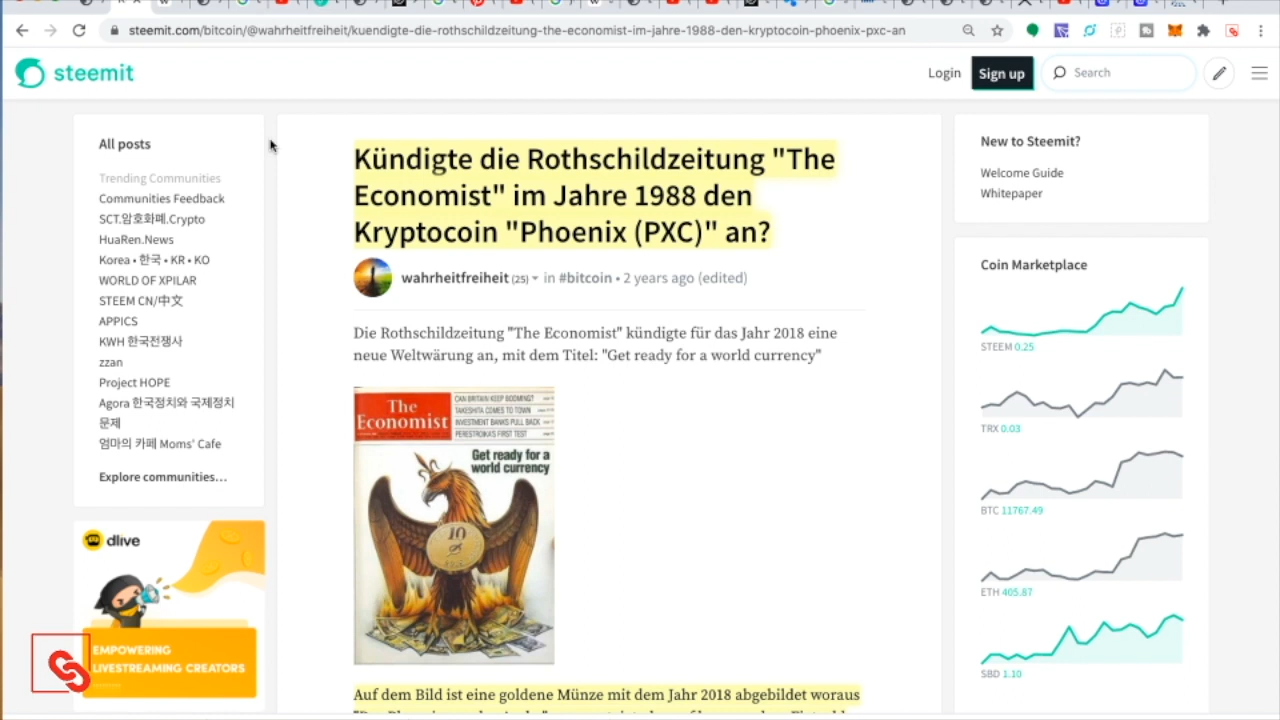 steemit.com/bitcoin/@wahrheitfreiheit/kuendigte-die-rothschildzeitung-the-economist-im-jahre-1988-den-kryptocoin-phoenix-pxc-an
steemit
Login
Sign up
Search
All posts
Trending Communities
Communities Feedback
SCT.암호화폐.Crypto
HuaRen.News
Korea • 한국 • KR • KO
WORLD OF XPILAR
STEEM CN/中文
APPICS
KWH 한국전쟁사
zzan
Project HOPE
Agora 한국정치와 국제정치
문제
엄마의 카페 Moms' Cafe
Explore communities…
dlive
EMPOWERING
LIVESTREAMING CREATORS
Kündigte die Rothschildzeitung "The
Economist" im Jahre 1988 den
Kryptocoin "Phoenix (PXC)" an?
wahrheitfreiheit (25) in #bitcoin • 2 years ago (edited)
Die Rothschildzeitung "The Economist" kündigte für das Jahr 2018 eine
neue Weltwärung an, mit dem Titel: "Get ready for a world currency"
The
Economist
CAN BRITAIN KEEP BOOMING?
TAKESHITA COMES TO TOWN
INVESTMENT BANKS PULL BACK
PERESTROIKA'S FIRST TEST
Get ready for a
world currency
10
Auf dem Bild ist eine goldene Münze mit dem Jahr 2018 abgebildet woraus
New to Steemit?
Welcome Guide
Whitepaper
Coin Marketplace
STEEM 0.25
TRX 0.03
BTC 11767.49
ETH 405.87
SBD 1.10